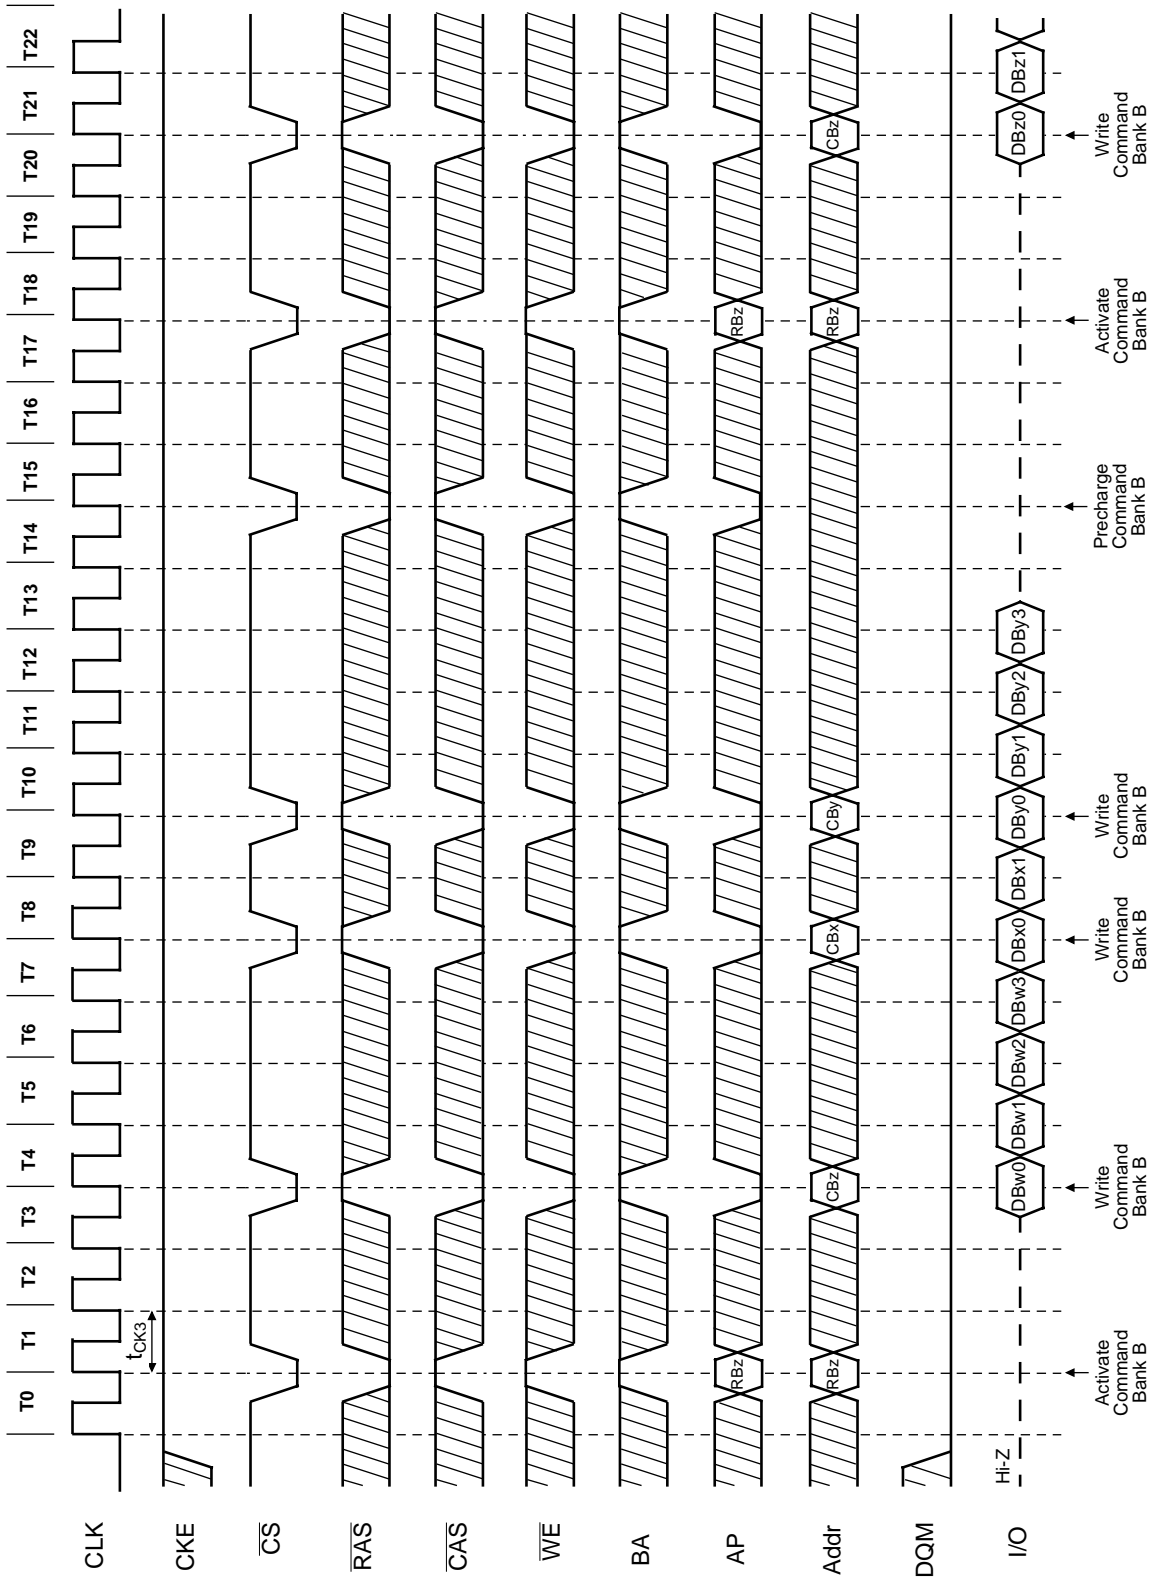 T0 T1 T2 T3 T4 T5 T6 T7 T8 T9 T10 T11 T12 T13 T14 T15 T16 T17 T18 T19 T20 T21 T22
CLK
tCK3
CKE
CS
RAS
CAS
WE
BA
AP
RBz RBz
Addr
RBz CBz CBx CBy RBz CBz
DQM
I/O
Hi-Z
DBw0 DBw1 DBw2 DBw3 DBx0 DBx1 DBy0 DBy1 DBy2 DBy3 DBz0 DBz1
Activate
Command
Bank B
Write
Command
Bank B
Write
Command
Bank B
Write
Command
Bank B
Precharge
Command
Bank B
Activate
Command
Bank B
Write
Command
Bank B